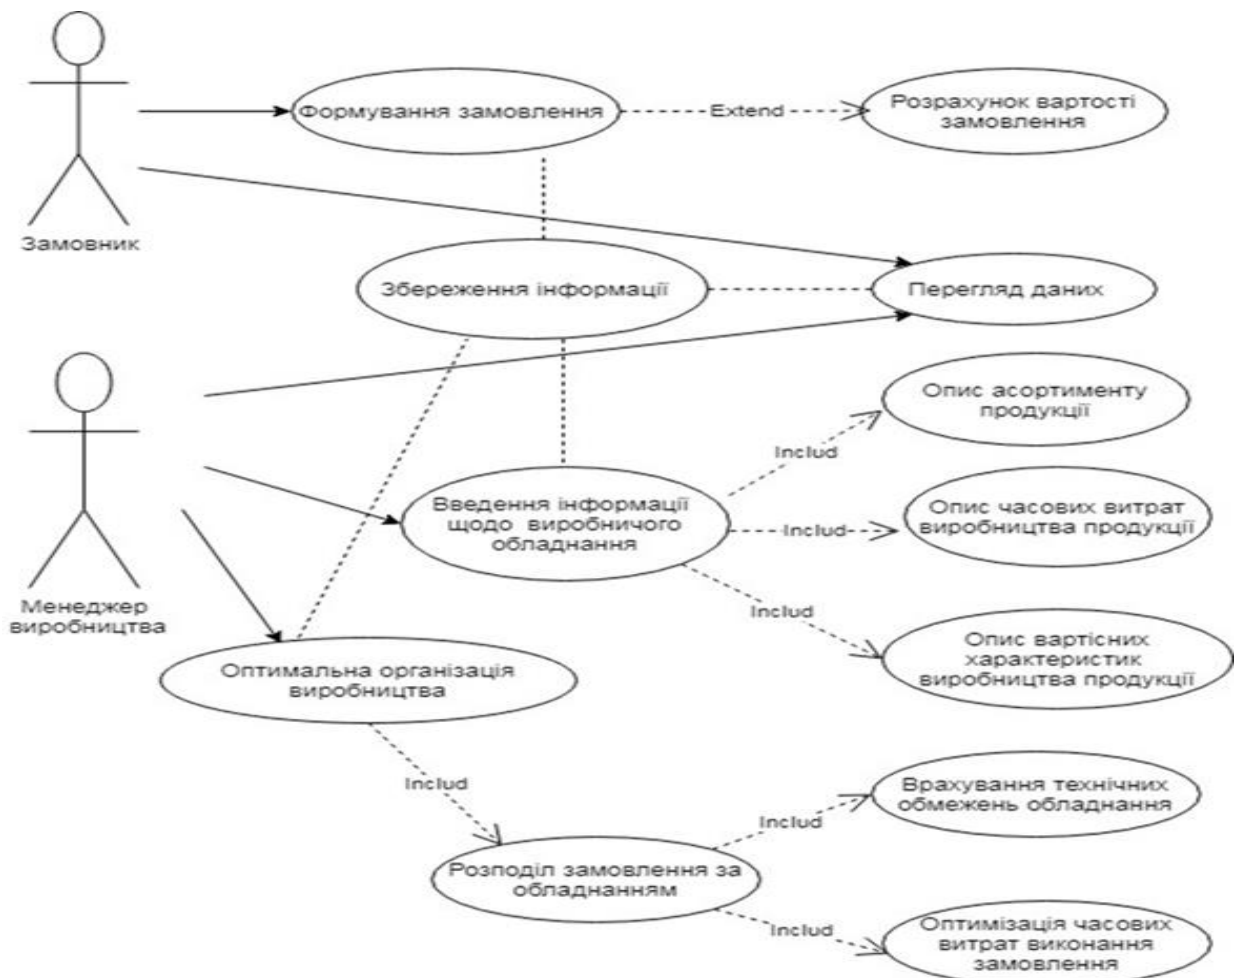 Формування замовлення
Extend
Розрахунок вартості
замовлення
Замовник
Збереження інформації
Перегляд даних
Опис асортименту
продукції
Includ
Введення інформації
щодо виробничого
обладнання
Includ
Опис часових витрат
виробництва продукції
Менеджер
виробництва
Includ
Опис вартісних
характеристик
виробництва продукції
Оптимальна організація
виробництва
Includ
Врахування технічних
обмежень обладнання
Includ
Розподіл замовлення за
обладнанням
Includ
Оптимізація часових
витрат виконання
замовлення